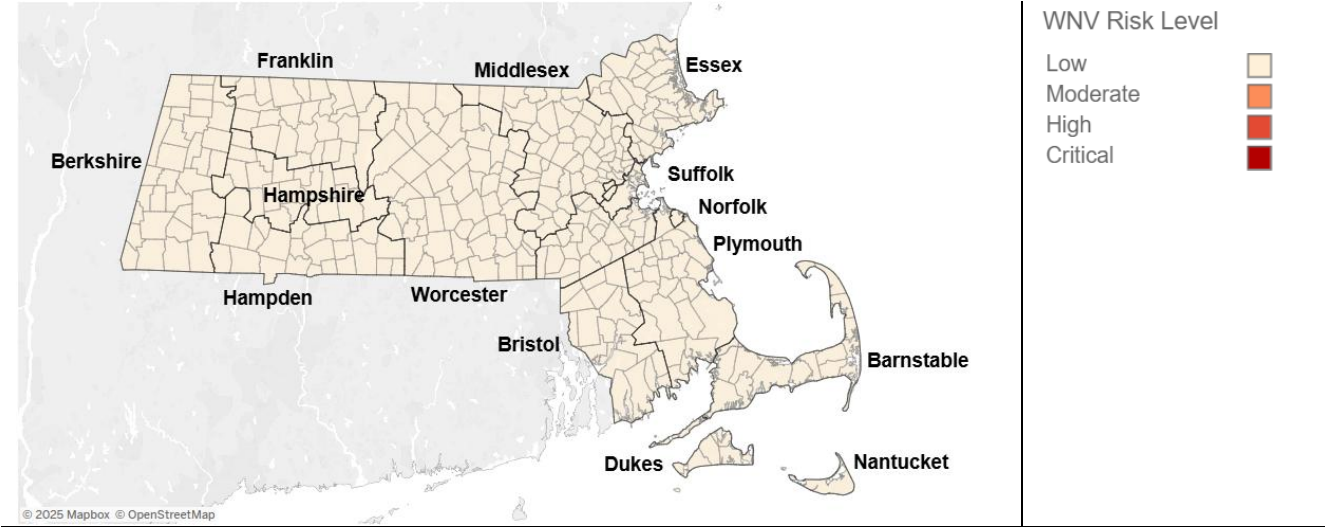 WNV Risk Level
Low
Moderate
High
Critical
Franklin
Middlesex
Essex
Berkshire
Suffolk
Hampshire
Norfolk
Plymouth
Hampden
Worcester
Bristol
Barnstable
Dukes
Nantucket
© 2025 Mapbox © OpenStreetMap